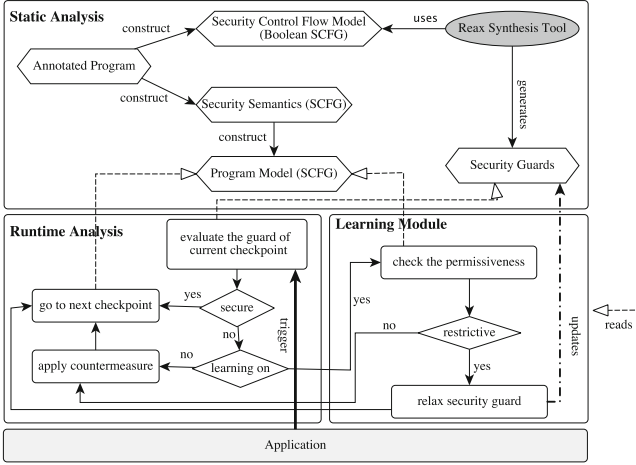 Static Analysis
Security Control Flow Model
(Boolean SCFG)
uses
Reax Synthesis Tool
construct
Annotated Program
construct
Security Semantics (SCFG)
generates
construct
Program Model (SCFG)
Security Guards
Runtime Analysis
Learning Module
evaluate the guard of
current checkpoint
check the permissiveness
go to next checkpoint
yes
secure
yes
no
trigger
no
restrictive
updates
reads
apply countermeasure
no
learning on
yes
relax security guard
Application